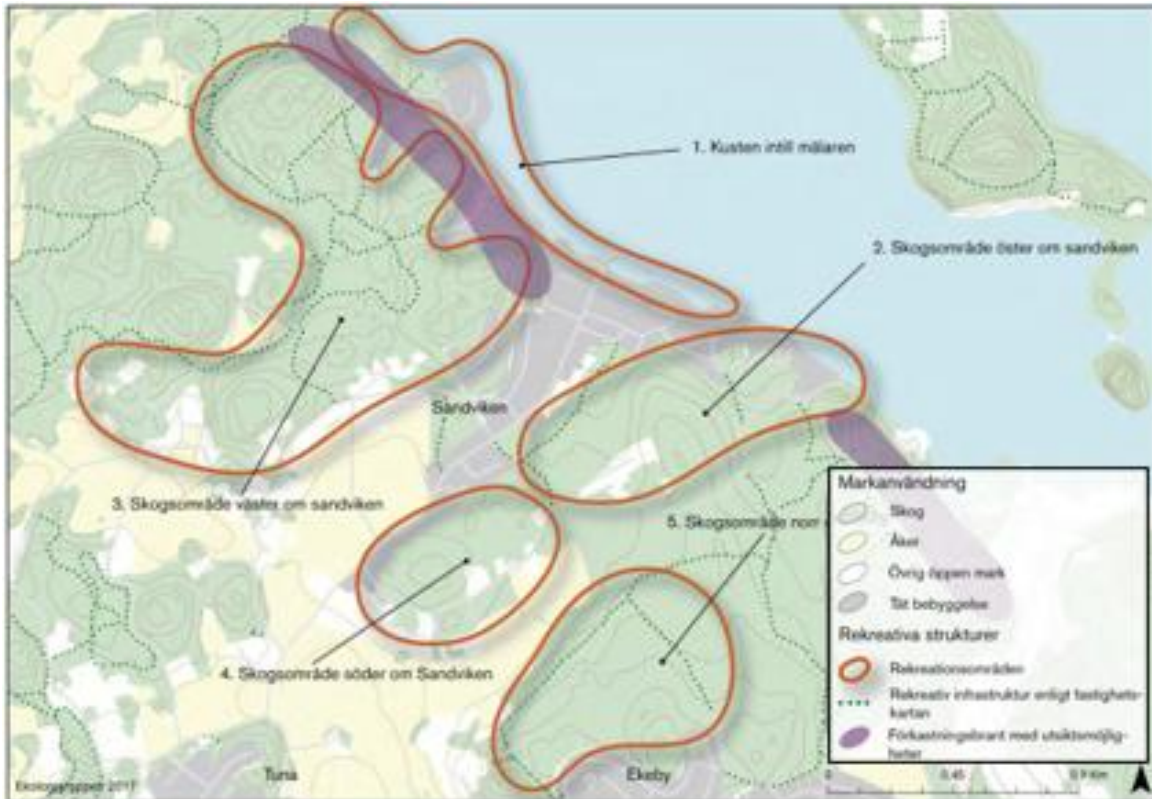 1. Kusten intill mälaren
2. Skogsområde öster om sandviken
Sandviken
3. Skogsområde väster om sandviken
5. Skogsområde norr
4. Skogsområde söder om Sandviken
Tuna
Ekeby
Ekologigruppen 2017
Markanvändning
Skog
Åker
Övrig öppen mark
Tät bebyggelse
Rekreativa strukturer
Rekreationsområden
Rekreativ infrastruktur enligt fastighets-
kartan
Förkastningsbrant med utsiktsmöjlig-
heter
0 0,45 0,9 Km